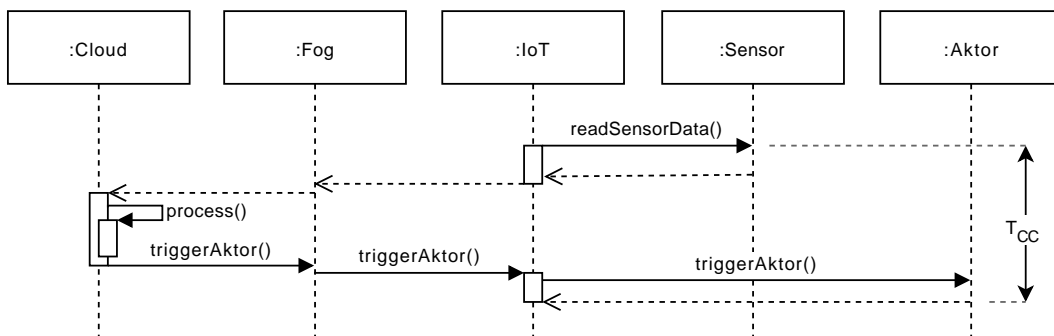 :Cloud
:Fog
:IoT
:Sensor
:Aktor
readSensorData()
process()
triggerAktor()
triggerAktor()
triggerAktor()
TCC